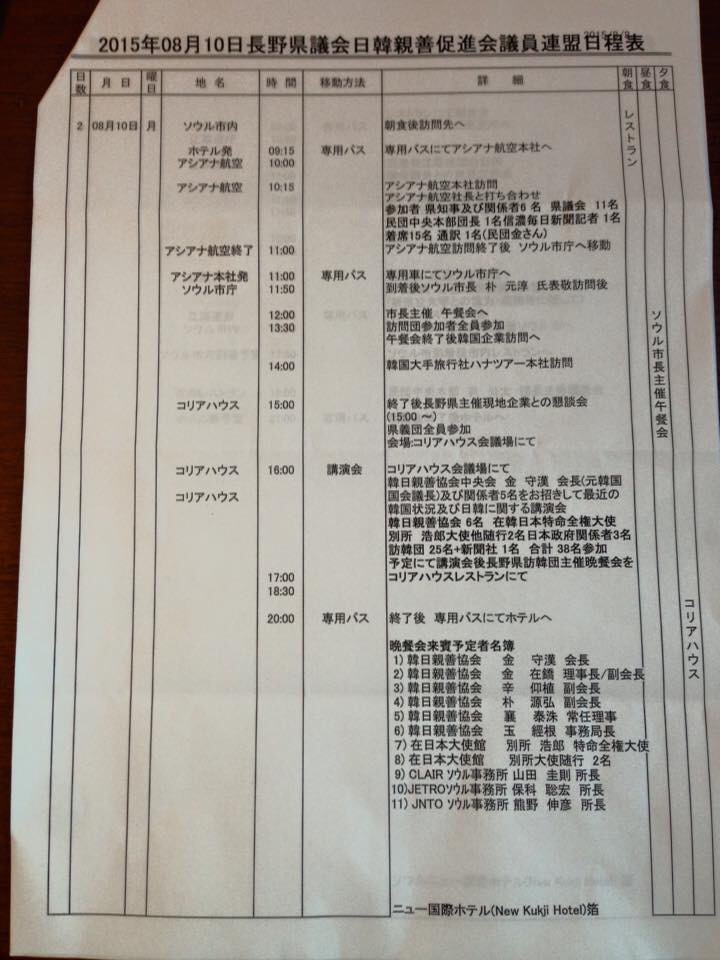 2015/8/8
2015年08月10日長野県議会日韓親善促進会議員連盟日程表
日数 月日 曜日 地名 時間 移動方法 詳細 朝食 昼食 夕食
2 08月10日 月 ソウル市内 朝食後訪問先へ
レストラン
ホテル発 09:15 専用バス 専用バスにてアシアナ航空本社へ
アシアナ航空 10:00
アシアナ航空 10:15 アシアナ航空本社訪問
アシアナ航空社長と打ち合わせ
参加者 県知事及び関係者6名 県議会 11名
民団中央本部団長 1名信濃毎日新聞記者 1名
着席15名 通訳 1名(民団金さん)
アシアナ航空終了 11:00 アシアナ航空訪問終了後 ソウル市庁へ移動
アシアナ本社発 11:00 専用バス 専用車にてソウル市庁へ
ソウル市庁 11:50 到着後ソウル市長 朴 元淳 氏表敬訪問後
12:00 市長主催 午餐会へ
13:30 訪問団参加者全員参加
午餐会終了後韓国企業訪問へ
14:00 韓国大手旅行社ハナツアー本社訪問
ソウル市長主催午餐会
コリアハウス 15:00 終了後長野県主催現地企業との懇談会
(15:00 ~)
県義団全員参加
会場:コリアハウス会議場にて
コリアハウス 16:00 講演会 コリアハウス会議場にて
韓日親善協会中央会 金 守漢 会長(元韓国
コリアハウス 国会議長)及び関係者5名をお招きして最近の
韓国状況及び日韓に関する講演会
韓日親善協会 6名 在韓日本特命全権大使
別所 浩郎大使他随行2名日本政府関係者3名
訪韓団 25名+新聞社 1名 合計 38名参加
予定にて講演会後長野県訪韓団主催晩餐会を
17:00 コリアハウスレストランにて
18:30
コリアハウス
20:00 専用バス 終了後 専用バスにてホテルへ
晩餐会来賓予定者名簿
1) 韓日親善協会 金 守漢 会長
2) 韓日親善協会 金 在鐈 理事長/副会長
3) 韓日親善協会 辛 仰植 副会長
4) 韓日親善協会 朴 源弘 副会長
5) 韓日親善協会 襄 泰洙 常任理事
6) 韓日親善協会 玉 經根 事務局長
7) 在日本大使館 別所 浩郎 特命全権大使
8) 在日本大使館 別所大使随行 2名
9) CLAIR ソウル事務所 山田 圭則 所長
10)JETROソウル事務所 保科 聡宏 所長
11) JNTO ソウル事務所 熊野 伸彦 所長
ニュー国際ホテル(New Kukji Hotel)箔